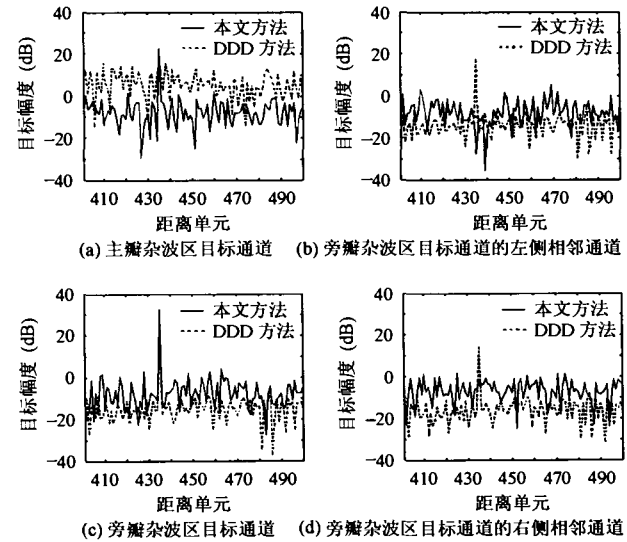 40
20
0
−20
−40
目标幅度 (dB)
本文方法
DDD 方法
410 430 450 470 490
距离单元
(a) 主瓣杂波区目标通道
40
20
0
−20
−40
目标幅度 (dB)
本文方法
DDD 方法
410 430 450 470 490
距离单元
(b) 旁瓣杂波区目标通道的左侧相邻通道
40
20
0
−20
−40
目标幅度 (dB)
本文方法
DDD 方法
410 430 450 470 490
距离单元
(c) 旁瓣杂波区目标通道
40
20
0
−20
−40
目标幅度 (dB)
本文方法
DDD 方法
410 430 450 470 490
距离单元
(d) 旁瓣杂波区目标通道的右侧相邻通道